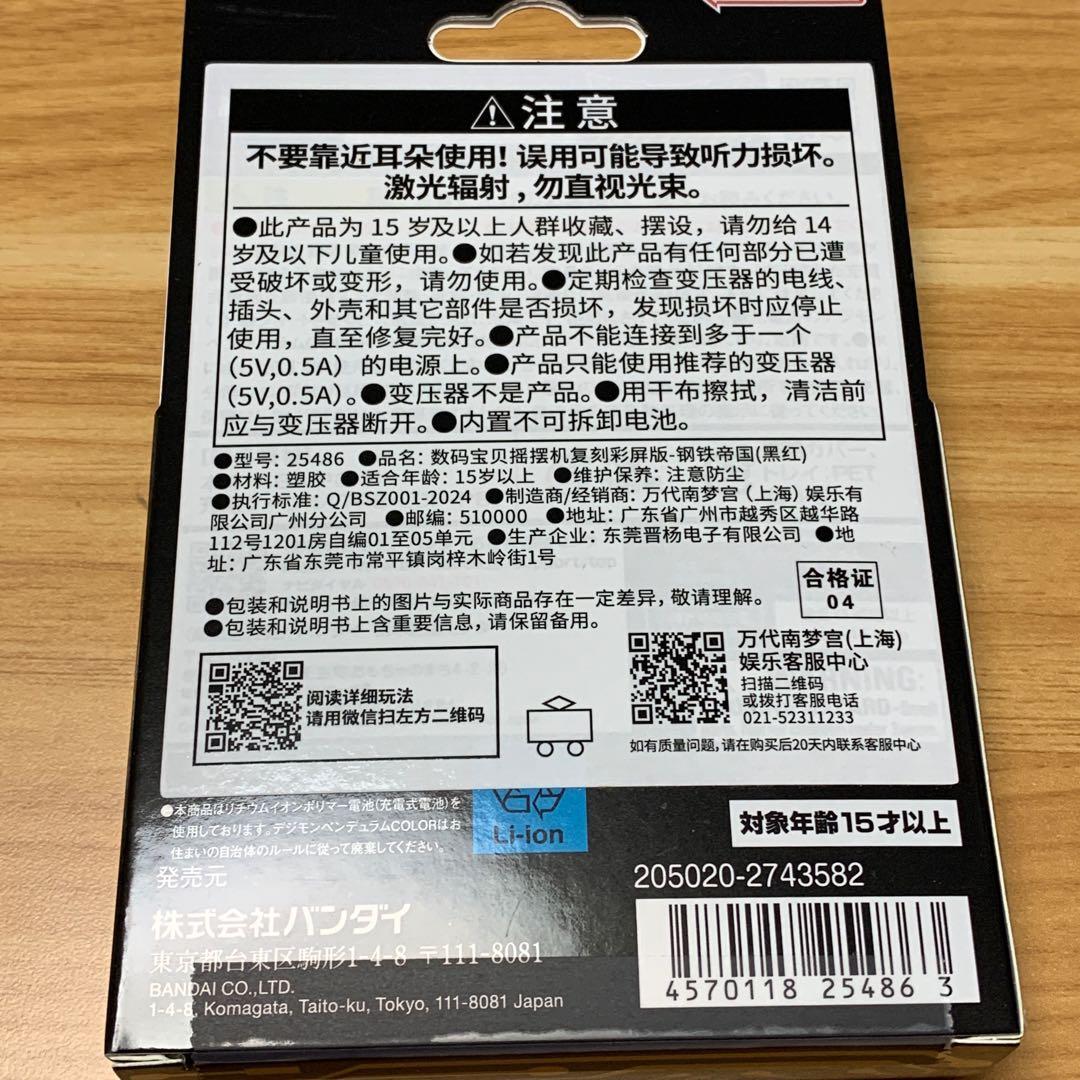 注意
不要靠近耳朵使用！误用可能导致听力损坏。
激光辐射，勿直视光束。
●此产品为 15 岁及以上人群收藏、摆设，请勿给 14
岁及以下儿童使用。●如若发现此产品有任何部分已遭
受破坏或变形，请勿使用。●定期检查变压器的电线、
插头、外壳和其它部件是否损坏，发现损坏时应停止
使用，直至修复完好。●产品不能连接到多于一个
（5V,0.5A）的电源上。●产品只能使用推荐的变压器
（5V,0.5A）。●变压器不是产品。●用干布擦拭，清洁前
应与变压器断开。●内置不可拆卸电池。
●型号: 25486 ●品名: 数码宝贝摇摆机复刻彩屏版-钢铁帝国(黑红)
●材料: 塑胶 ●适合年龄: 15岁以上 ●维护保养: 注意防尘
●执行标准: Q/BSZ001-2024 ●制造商/经销商: 万代南梦宫（上海）娱乐有
限公司广州分公司 ●邮编: 510000 ●地址: 广东省广州市越秀区越华路
112号1201房自编01至05单元 ●生产企业: 东莞晋杨电子有限公司 ●地
址: 广东省东莞市常平镇岗梓木岭街1号
合格证
04
●包装和说明书上的图片与实际商品存在一定差异，敬请理解。
●包装和说明书上含重要信息，请保留备用。
阅读详细玩法
请用微信扫左方二维码
万代南梦宫(上海)
娱乐客服中心
扫描二维码
或拨打客服电话
021-52311233
如有质量问题，请在购买后20天内联系客服中心
●本商品はリチウムイオンポリマー電池(充電式電池)を
使用しております。デジモンペンデュラムCOLORはお
住まいの自治体のルールに従って廃棄してください。
Li-ion
対象年齢15才以上
発売元
株式会社バンダイ
東京都台東区駒形1-4-8 〒111-8081
BANDAI CO.,LTD.
1-4-8, Komagata, Taito-ku, Tokyo, 111-8081 Japan
205020-2743582
4570118 25486 3